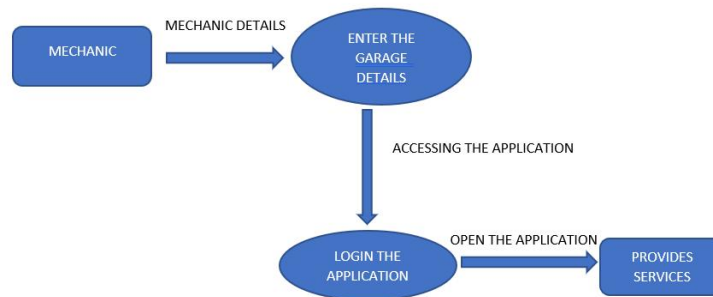 MECHANIC DETAILS
MECHANIC
ENTER THE
GARAGE
DETAILS
ACCESSING THE APPLICATION
OPEN THE APPLICATION
LOGIN THE
APPLICATION
PROVIDES
SERVICES